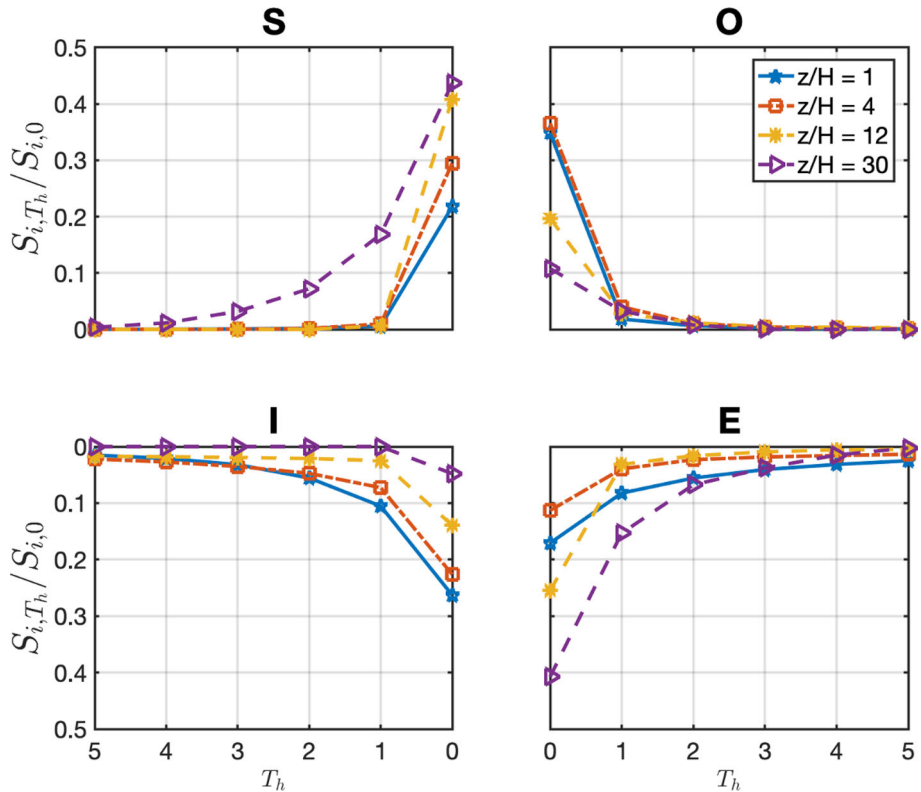 S O
0.5
0.4
0.3
0.2
0.1
0
S_{i,T_h}/S_{i,0}
z/H = 1
z/H = 4
z/H = 12
z/H = 30
I E
0
0.1
0.2
0.3
0.4
0.5
S_{i,T_h}/S_{i,0}
5 4 3 2 1 0 0 1 2 3 4 5
T_h T_h